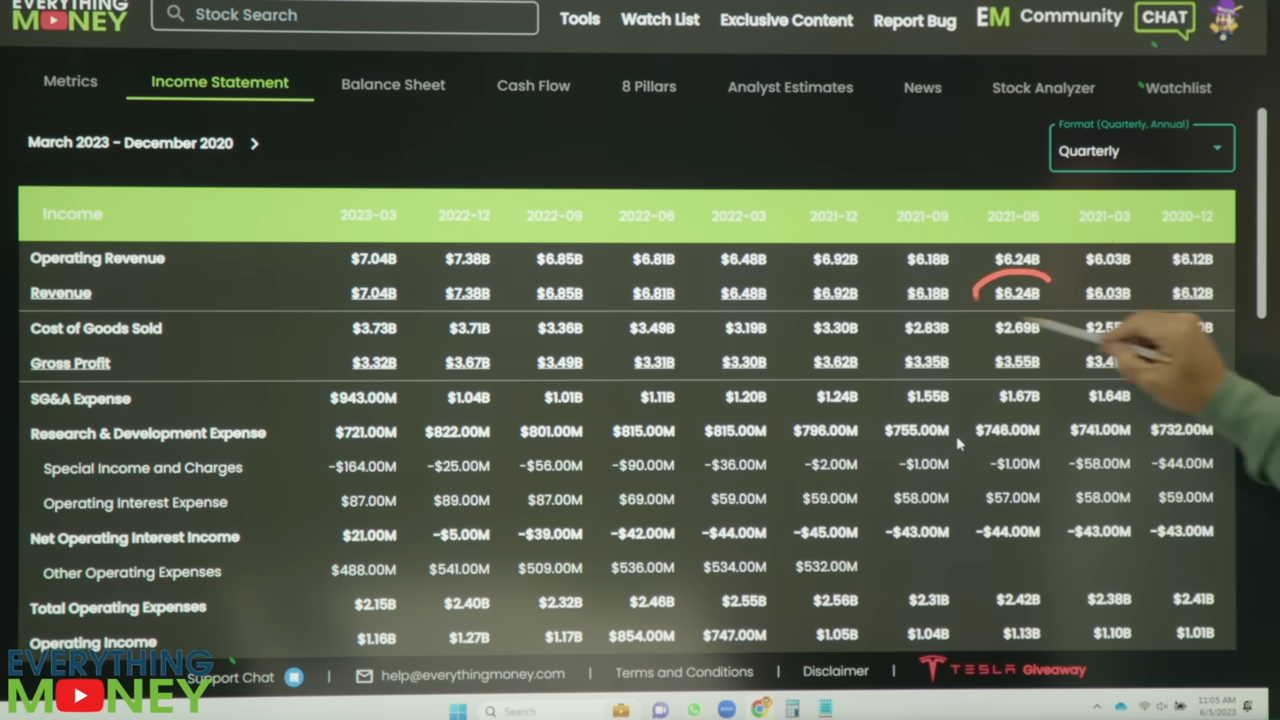 EVERYTHING
MONEY
Stock Search
Tools Watch List Exclusive Content Report Bug EM Community CHAT
Metrics Income Statement Balance Sheet Cash Flow 8 Pillars Analyst Estimates News Stock Analyzer Watchlist
Format (Quarterly, Annual)
March 2023 - December 2020 Quarterly
Income 2023-03 2022-12 2022-09 2022-06 2022-03 2021-12 2021-09 2021-06 2021-03 2020-12
Operating Revenue $7.04B $7.38B $6.85B $6.81B $6.48B $6.92B $6.18B $6.24B $6.03B $6.12B
Revenue $7.04B $7.38B $6.85B $6.81B $6.48B $6.92B $6.18B $6.24B $6.03B $6.12B
Cost of Goods Sold $3.73B $3.71B $3.36B $3.49B $3.19B $3.30B $2.83B $2.69B
Gross Profit $3.32B $3.67B $3.49B $3.31B $3.30B $3.62B $3.35B $3.55B
SG&A Expense $943.00M $1.04B $1.01B $1.11B $1.20B $1.24B $1.55B $1.67B $1.64B
Research & Development Expense $721.00M $822.00M $801.00M $815.00M $815.00M $796.00M $755.00M $746.00M $741.00M $732.00M
Special Income and Charges -$164.00M -$25.00M -$56.00M -$90.00M -$36.00M -$2.00M -$1.00M -$1.00M -$58.00M -$44.00M
Operating Interest Expense $87.00M $89.00M $87.00M $69.00M $59.00M $59.00M $58.00M $57.00M $58.00M $59.00M
Net Operating Interest Income $21.00M -$5.00M -$39.00M -$42.00M -$44.00M -$45.00M -$43.00M -$44.00M -$43.00M -$43.00M
Other Operating Expenses $488.00M $541.00M $509.00M $536.00M $534.00M $532.00M
Total Operating Expenses $2.15B $2.40B $2.32B $2.46B $2.55B $2.56B $2.31B $2.42B $2.38B $2.41B
Operating Income $1.16B $1.27B $1.17B $854.00M $747.00M $1.05B $1.04B $1.13B $1.10B $1.01B
EVERYTHING
MONEY
Support Chat | help@everythingmoney.com | Terms and Conditions | Disclaimer | TESLA Giveaway
Search
11:05 AM
6/5/2023